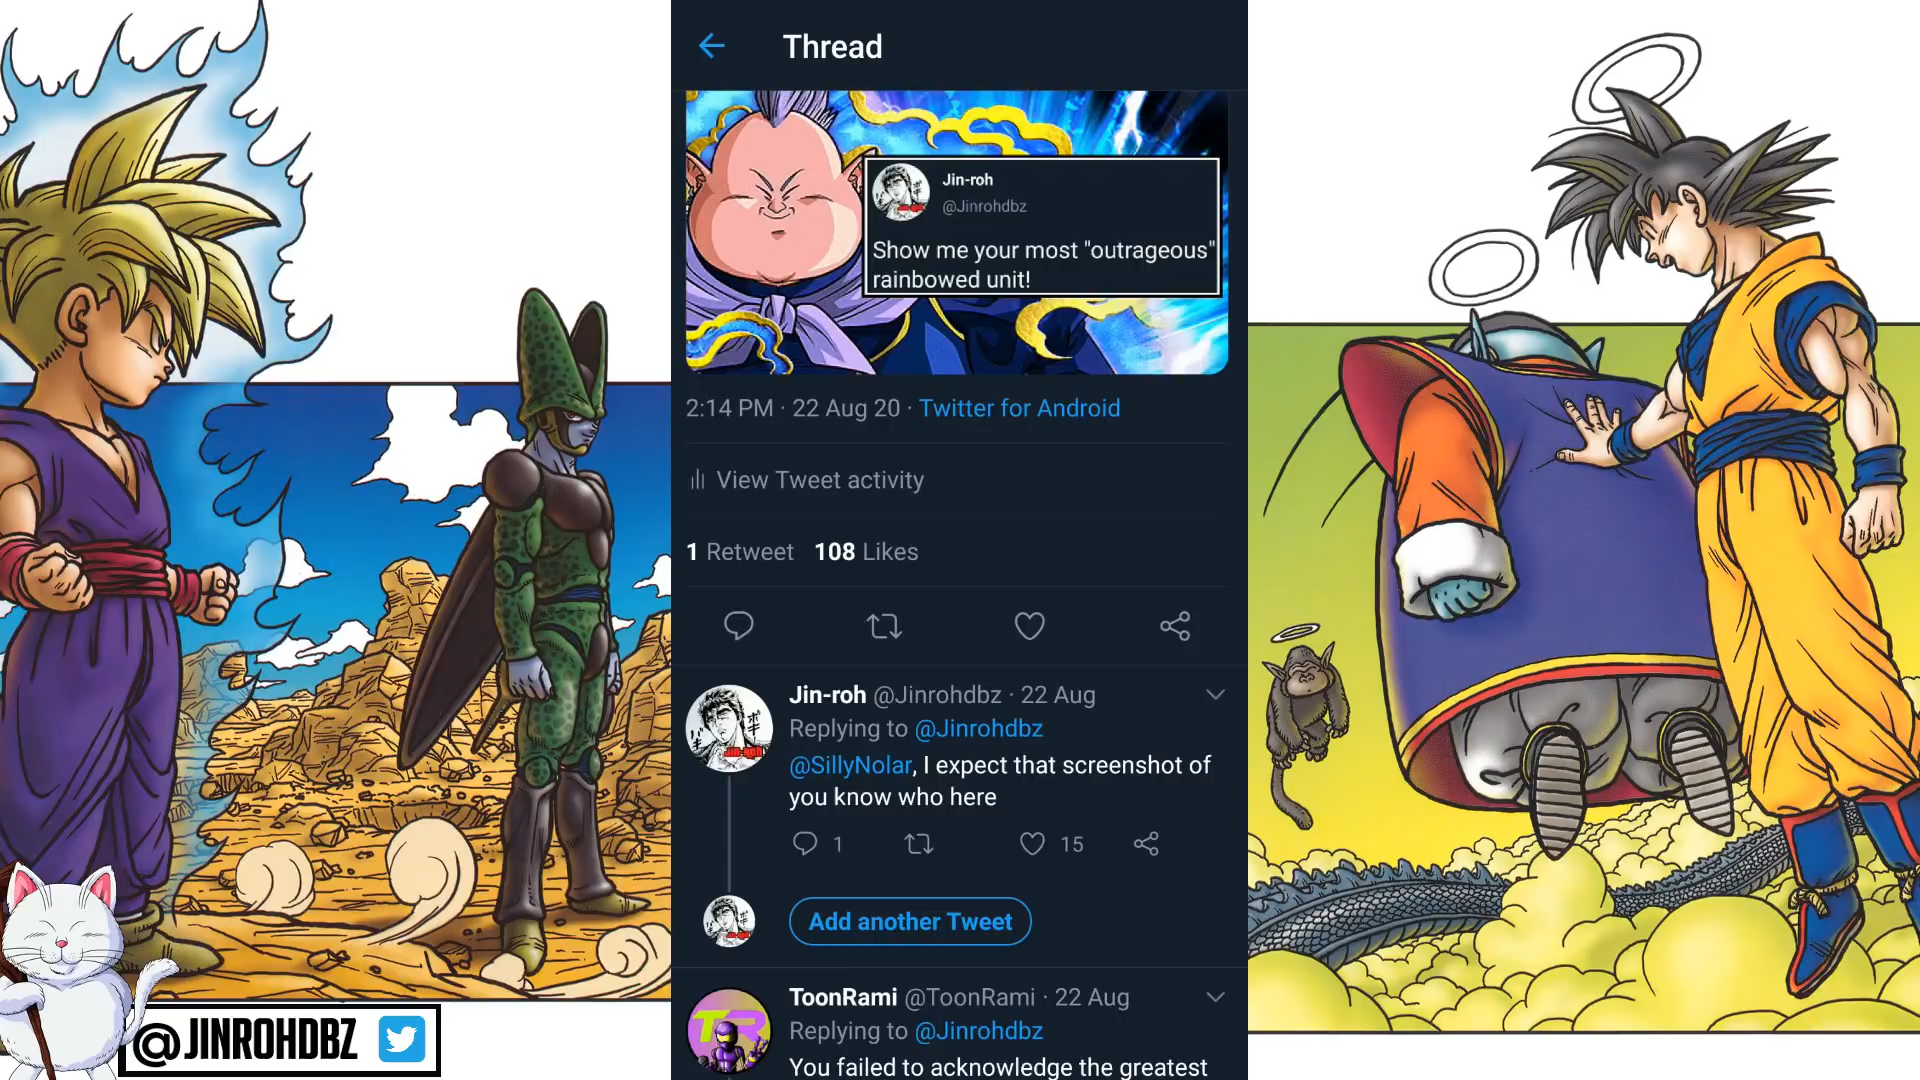 Thread
Jin-roh
@Jinrohdbz
Show me your most "outrageous"
rainbowed unit!
2:14 PM · 22 Aug 20 · Twitter for Android
View Tweet activity
1 Retweet 108 Likes
Jin-roh @Jinrohdbz · 22 Aug
Replying to @Jinrohdbz
@SillyNolar, I expect that screenshot of
you know who here
1 15
Add another Tweet
ToonRami @ToonRami · 22 Aug
TR
Replying to @Jinrohdbz
You failed to acknowledge the greatest
@JINROHDBZ